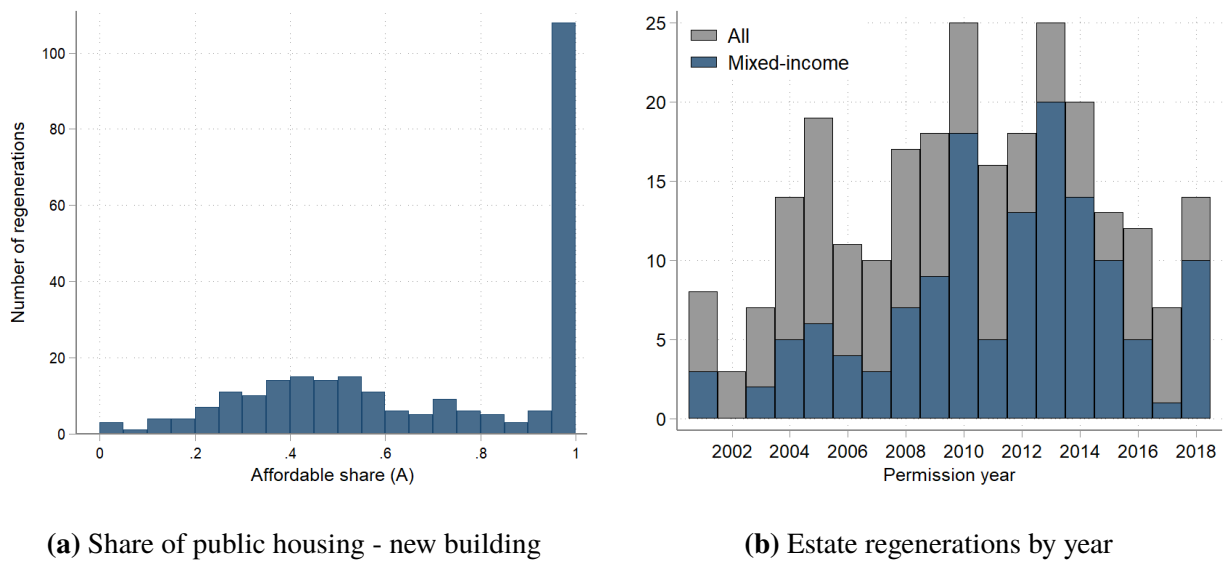 Number of regenerations
100
80
60
40
20
0
0 .2 .4 .6 .8 1
Affordable share (A)
(a) Share of public housing - new building
All
Mixed-income
25
20
15
10
5
0
2002 2004 2006 2008 2010 2012 2014 2016 2018
Permission year
(b) Estate regenerations by year